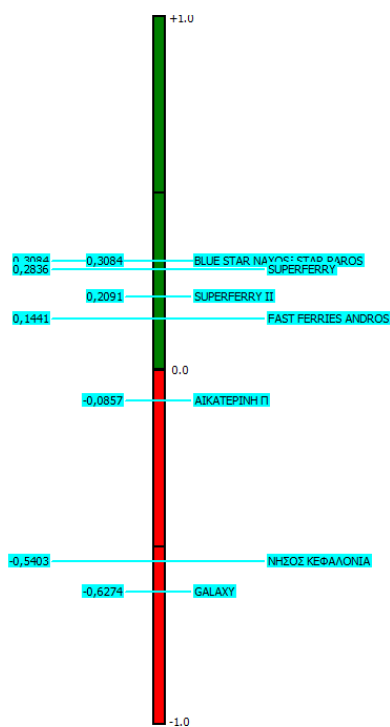 +1.0
0,3084 0,3084 BLUE STAR NAXOS STAR PAROS
0,2836 SUPERFERRY
0,2091 SUPERFERRY II
0,1441 FAST FERRIES ANDROS
0.0
-0,0857 ΑΙΚΑΤΕΡΙΝΗ Π
-0,5403 ΝΗΣΟΣ ΚΕΦΑΛΟΝΙΑ
-0,6274 GALAXY
-1.0